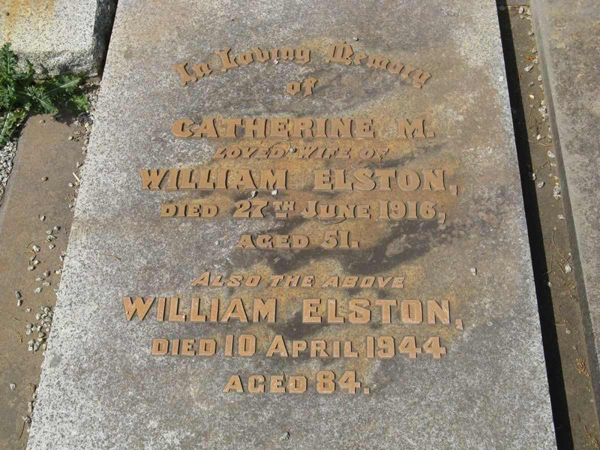 In Loving Memory
of
CATHERINE M.
LOVED WIFE OF
WILLIAM ELSTON,
DIED 27TH JUNE 1916,
AGED 51.
ALSO THE ABOVE
WILLIAM ELSTON,
DIED 10 APRIL 1944
AGED 84.